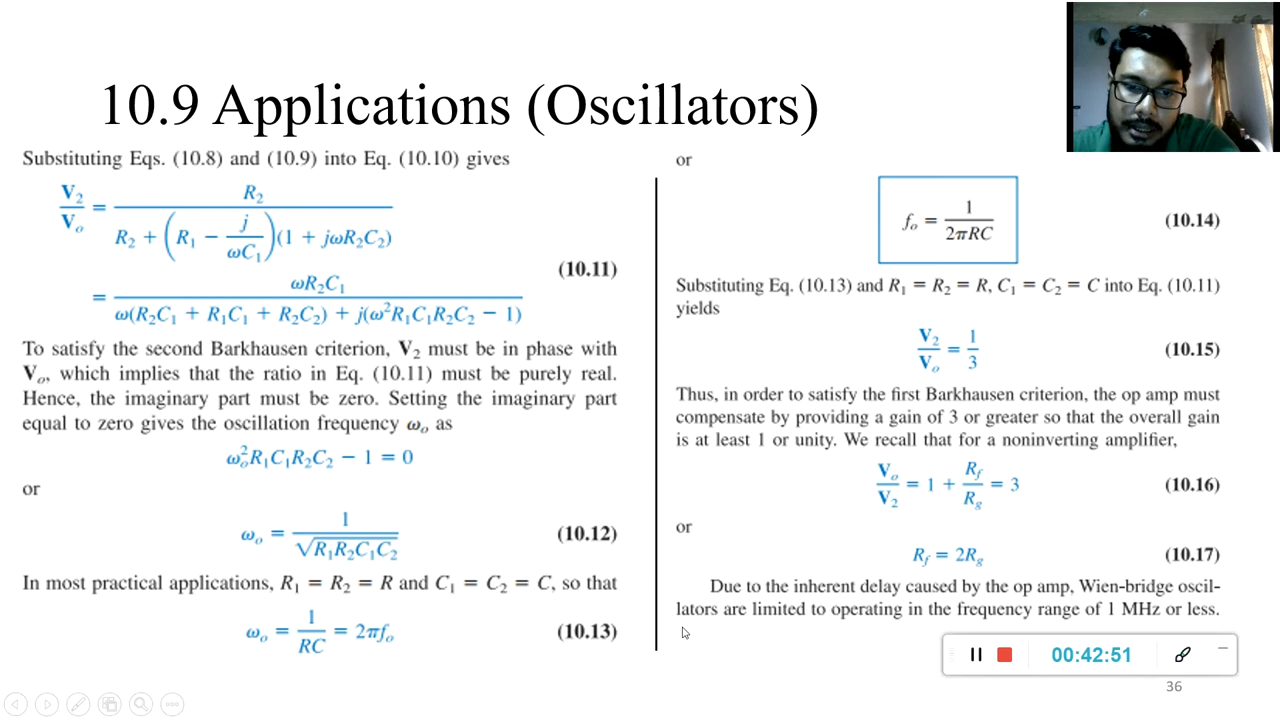 10.9 Applications (Oscillators)
Substituting Eqs. (10.8) and (10.9) into Eq. (10.10) gives
V₂/Vₒ = R₂ / (R₂ + (R₁ − j/ωC₁)(1 + jωR₂C₂))
= ωR₂C₁ / (ω(R₂C₁ + R₁C₁ + R₂C₂) + j(ω²R₁C₁R₂C₂ − 1)) (10.11)
To satisfy the second Barkhausen criterion, V₂ must be in phase with
Vₒ, which implies that the ratio in Eq. (10.11) must be purely real.
Hence, the imaginary part must be zero. Setting the imaginary part
equal to zero gives the oscillation frequency ωₒ as
ωₒ²R₁C₁R₂C₂ − 1 = 0
or
ωₒ = 1/√(R₁R₂C₁C₂) (10.12)
In most practical applications, R₁ = R₂ = R and C₁ = C₂ = C, so that
ωₒ = 1/RC = 2πfₒ (10.13)
or
fₒ = 1/2πRC (10.14)
Substituting Eq. (10.13) and R₁ = R₂ = R, C₁ = C₂ = C into Eq. (10.11)
yields
V₂/Vₒ = 1/3 (10.15)
Thus, in order to satisfy the first Barkhausen criterion, the op amp must
compensate by providing a gain of 3 or greater so that the overall gain
is at least 1 or unity. We recall that for a noninverting amplifier,
Vₒ/V₂ = 1 + R_f/R_g = 3 (10.16)
or
R_f = 2R_g (10.17)
Due to the inherent delay caused by the op amp, Wien-bridge oscil-
lators are limited to operating in the frequency range of 1 MHz or less.
00:42:51
36